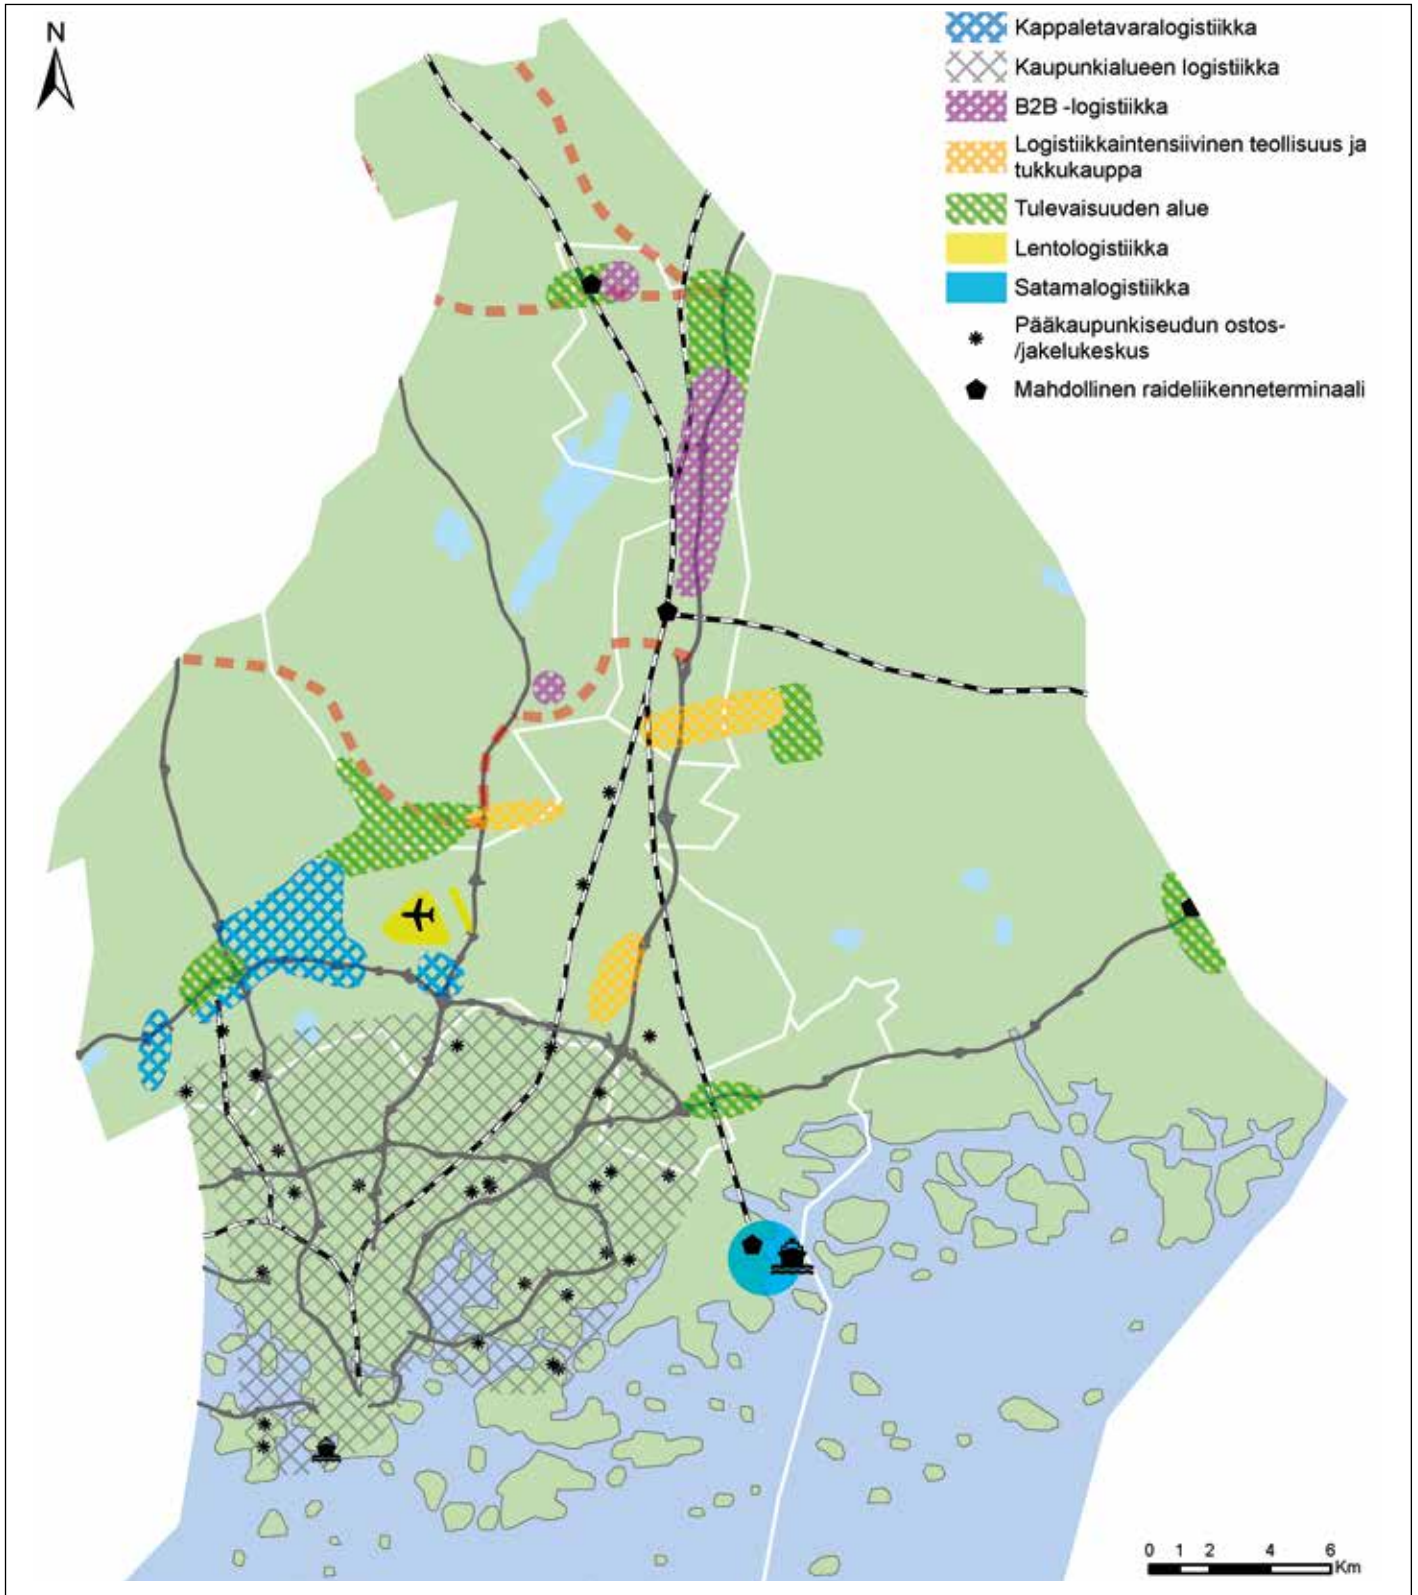 N
Kappaletavaralogistiikka
Kaupunkialueen logistiikka
B2B -logistiikka
Logistiikkaintensiivinen teollisuus ja
tukkukauppa
Tulevaisuuden alue
Lentologistiikka
Satamalogistiikka
Pääkaupunkiseudun ostos-
/jakelukeskus
Mahdollinen raideliikenneterminaali
0 1 2 4 6
Km